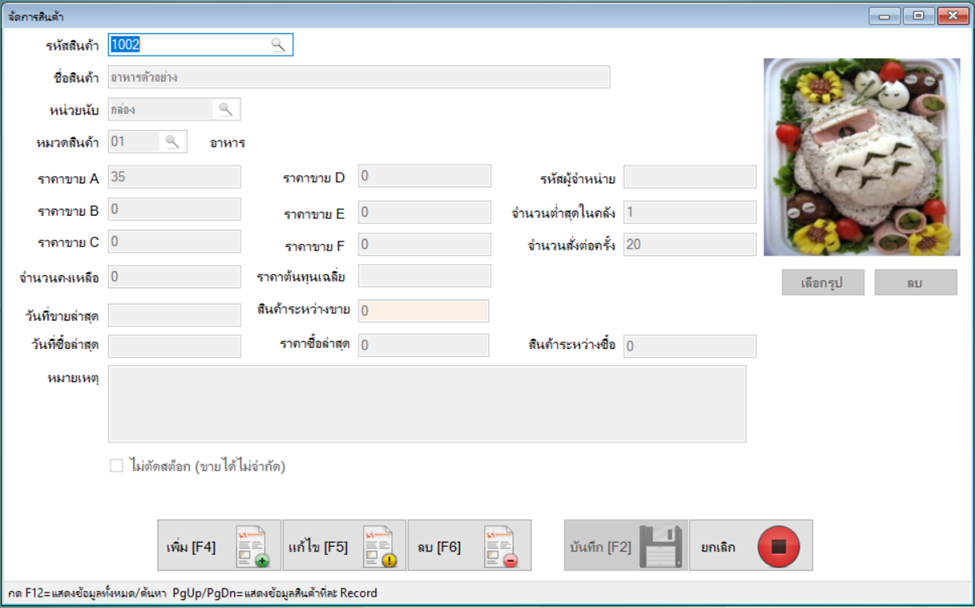 จัดการสินค้า
รหัสสินค้า 1002
ชื่อสินค้า อาหารตัวอย่าง
หน่วยนับ กล่อง
หมวดสินค้า 01 อาหาร
ราคาขาย A 35 ราคาขาย D 0 รหัสผู้จำหน่าย
ราคาขาย B 0 ราคาขาย E 0 จำนวนต่ำสุดในคลัง 1
ราคาขาย C 0 ราคาขาย F 0 จำนวนสั่งต่อครั้ง 20
จำนวนคงเหลือ 0 ราคาต้นทุนเฉลี่ย เลือกรูป ลบ
วันที่ขายล่าสุด สินค้าระหว่างขาย 0
วันที่ซื้อล่าสุด ราคาซื้อล่าสุด 0 สินค้าระหว่างซื้อ 0
หมายเหตุ
ไม่ตัดสต็อก (ขายได้ไม่จำกัด)
เพิ่ม [F4] แก้ไข [F5] ลบ [F6] บันทึก [F2] ยกเลิก
กด F12=แสดงข้อมูลทั้งหมด/ค้นหา PgUp/PgDn=แสดงข้อมูลสินค้าทีละ Record